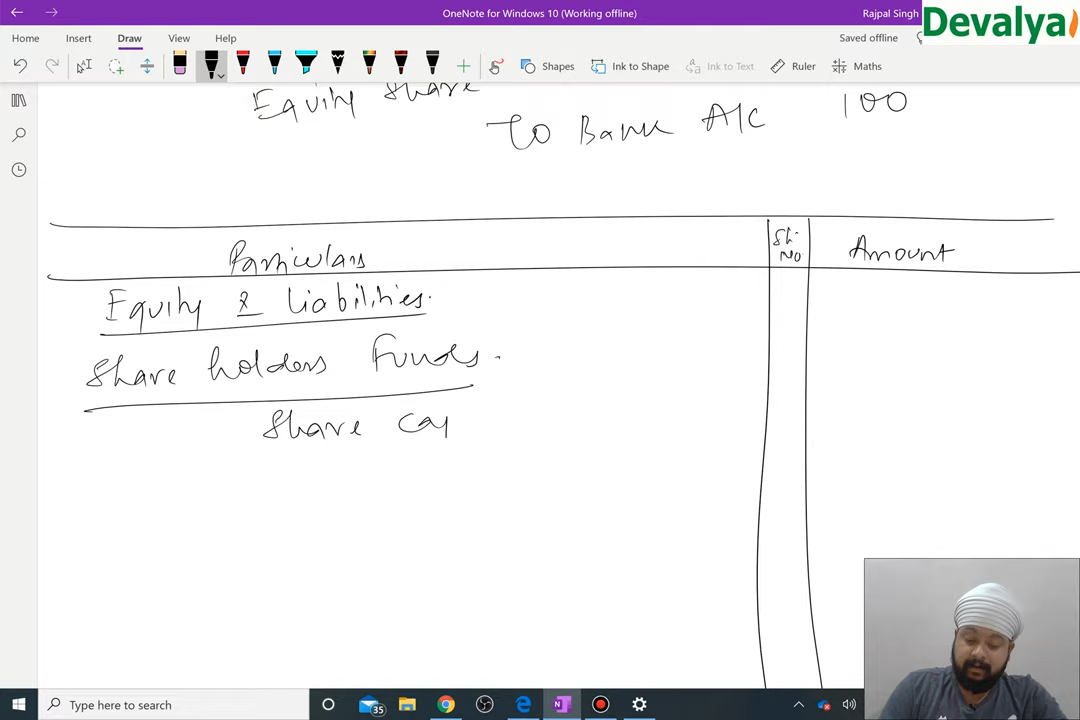 OneNote for Windows 10 (Working offline)
Rajpal Singh
Devalya
Home Insert Draw View Help
Saved offline
Shapes Ink to Shape Ink to Text Ruler Maths
Equity Share
To Bank A/C 100
Particulars
Sh. No
Amount
Equity & Liabilities.
Share holders Funds.
Share Cap
Type here to search
35